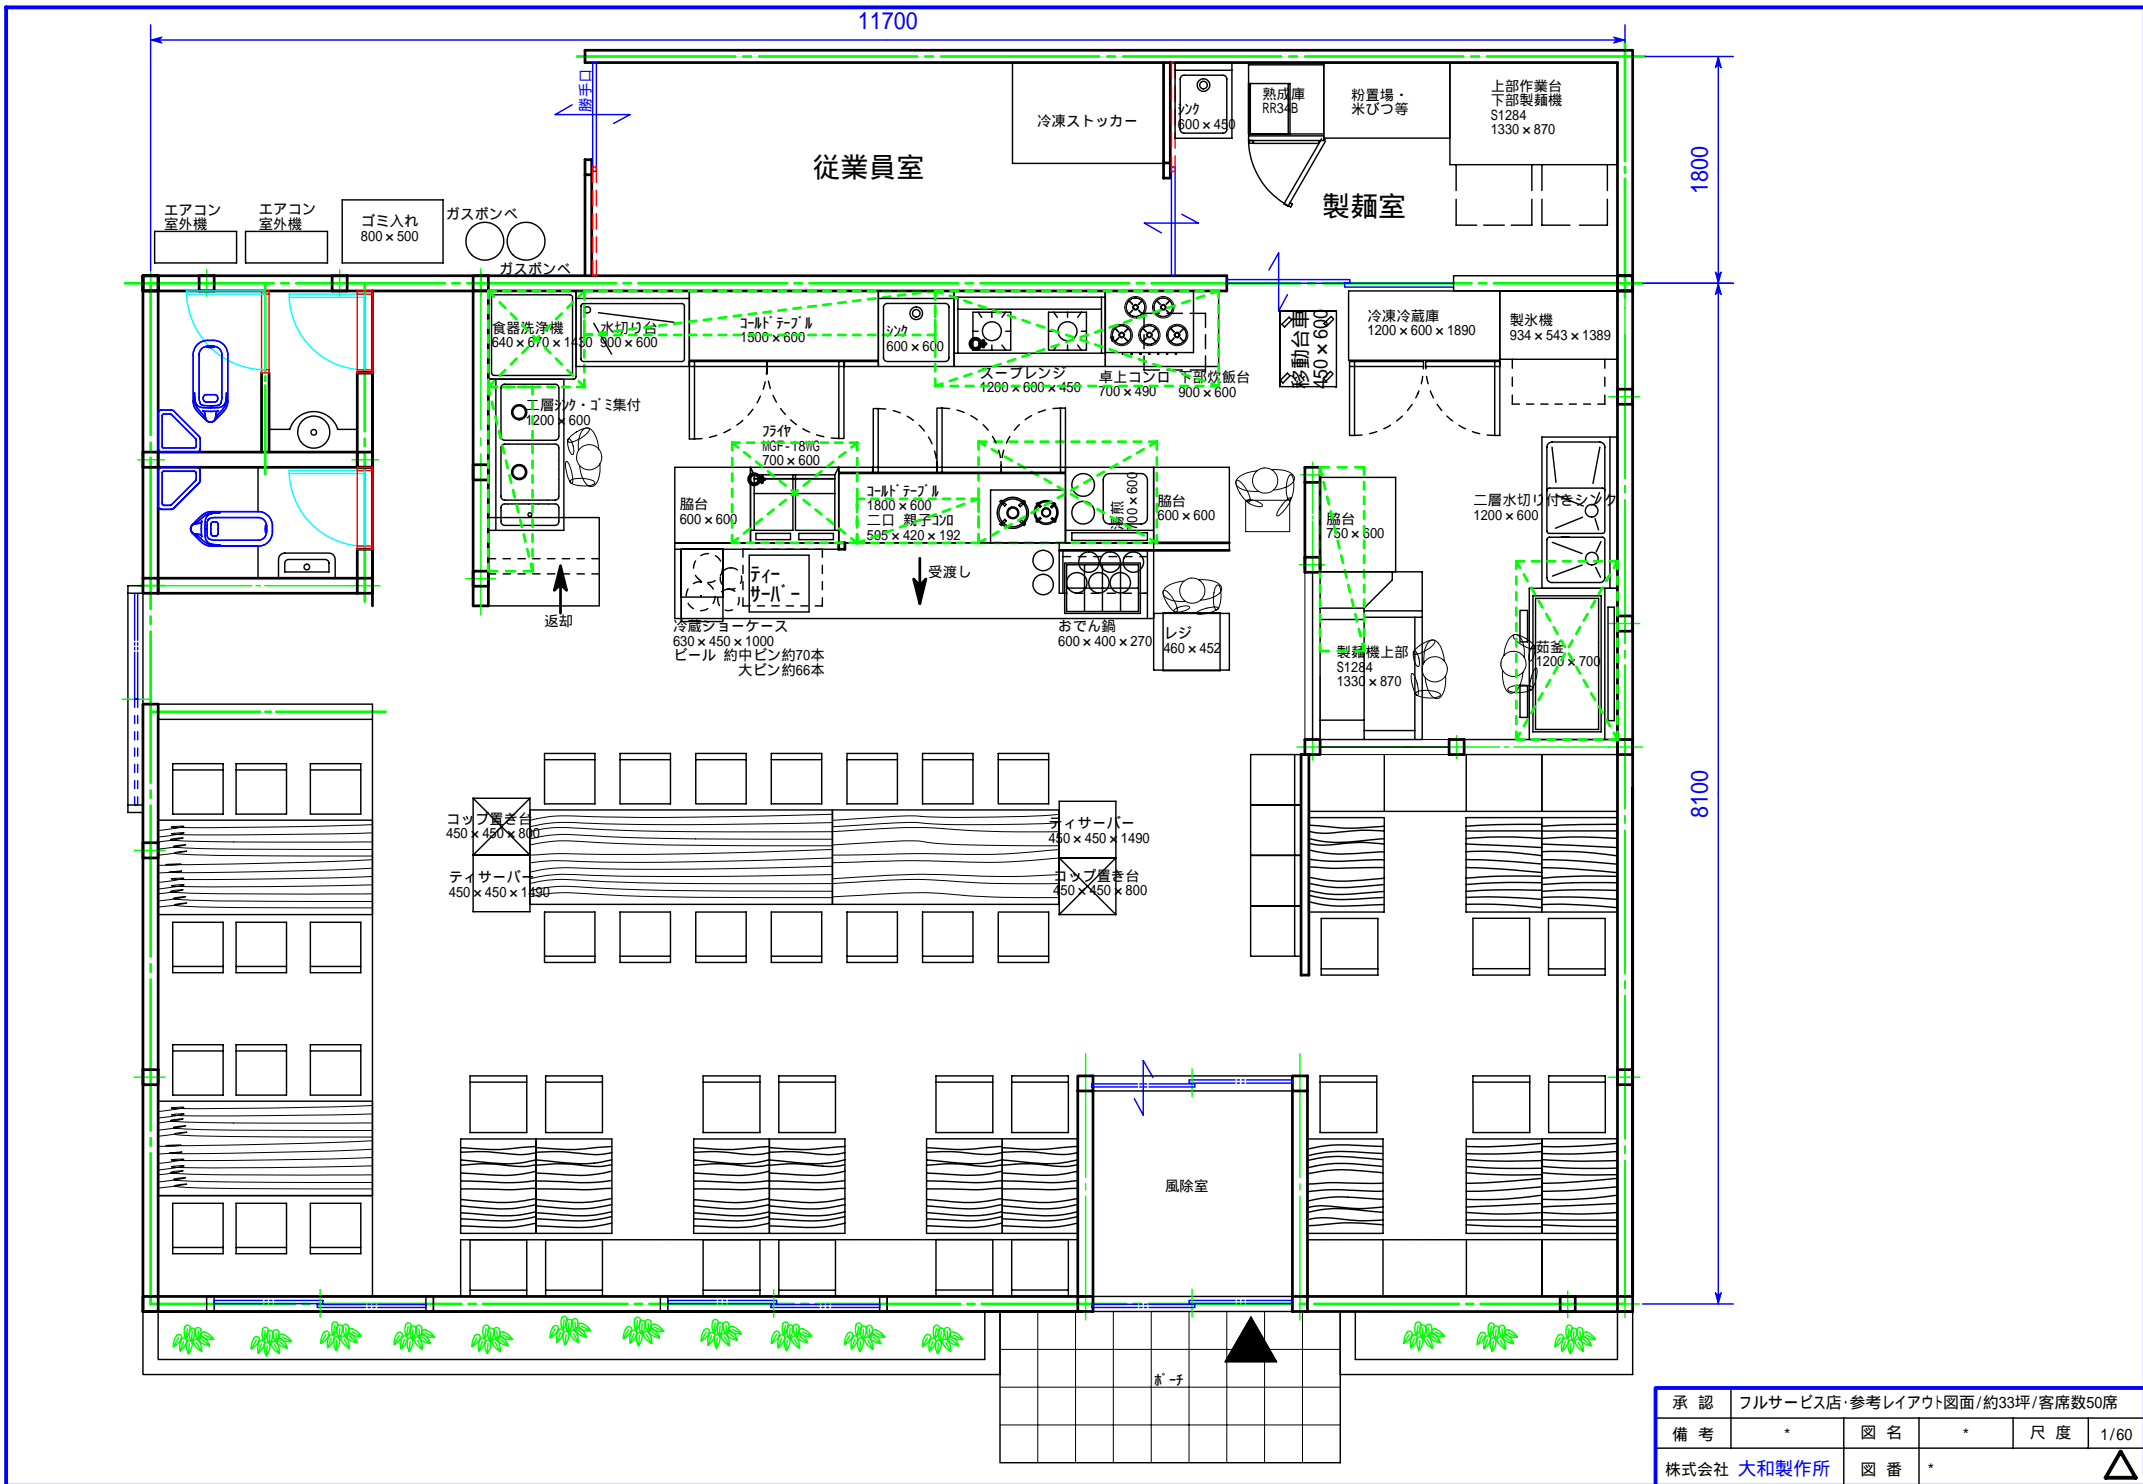 11700
勝手口
冷凍ストッカー
シンク
600×450
熟成庫
RR34B
粉置場・
米びつ等
上部作業台
下部製麺機
S1284
1330×870
従業員室
製麺室
1800
エアコン
室外機
エアコン
室外機
ゴミ入れ
800×500
ガスボンベ
ガスボンベ
食器洗浄機
640×670×1430
水切り台
900×600
コールドテーブル
1500×600
シンク
600×600
スープレンジ
1200×600×450
卓上コンロ
700×490
下部炊飯台
900×600
移動台車
450×600
冷凍冷蔵庫
1200×600×1890
製氷機
934×543×1389
二層シンク・ゴミ集付
1200×600
フライヤ
MGF-18WG
700×600
脇台
600×600
コールドテーブル
1800×600
二口 親子コンロ
595×420×192
湯煎
700×600
脇台
600×600
脇台
750×600
二層水切り付きシンク
1200×600
ティー
サーバー
受渡し
返却
冷蔵ショーケース
630×450×1000
ビール 約中ビン約70本
大ビン約66本
おでん鍋
600×400×270
レジ
460×452
製麺機上部
S1284
1330×870
茹釜
1200×700
8100
コップ置き台
450×450×800
ティサーバー
450×450×1490
ティサーバー
450×450×1490
コップ置き台
450×450×800
風除室
ポーチ
承認 フルサービス店・参考レイアウト図面/約33坪/客席数50席
備考 * 図名 * 尺度 1/60
株式会社 大和製作所 図番 *